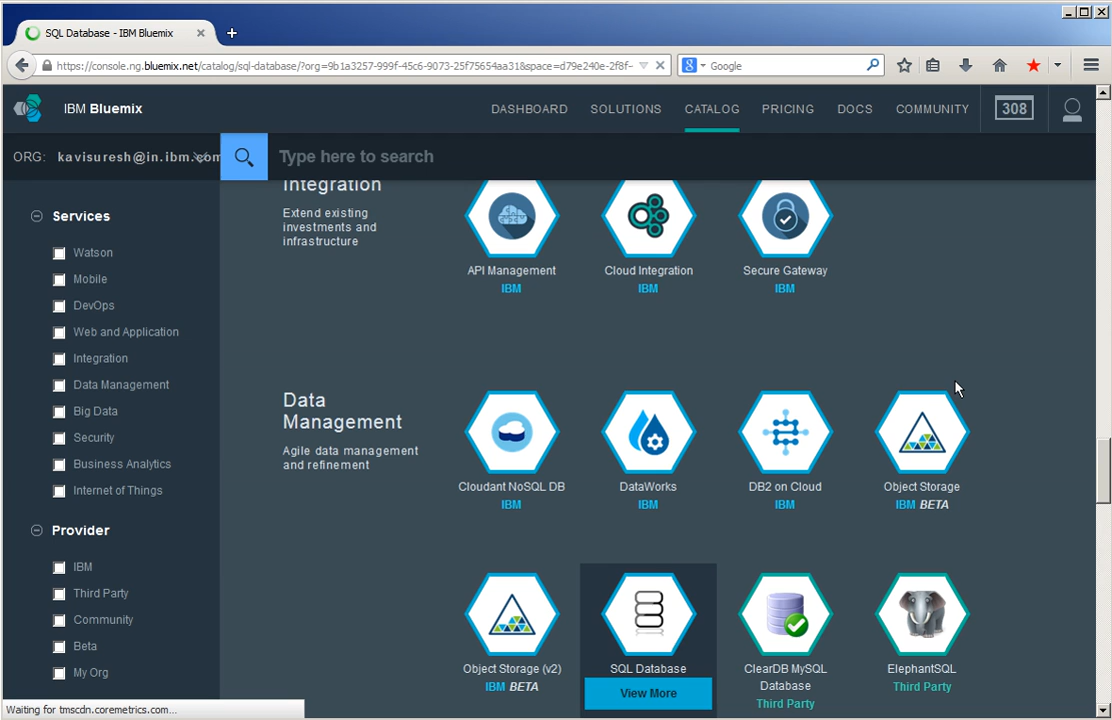 SQL Database - IBM Bluemix
https://console.ng.bluemix.net/catalog/sql-database/?org=9b1a3257-999f-45c6-9073-25f75654aa31&space=d79e240e-2f8f-
Google
IBM Bluemix
DASHBOARD
SOLUTIONS
CATALOG
PRICING
DOCS
COMMUNITY
308
ORG: kavisuresh@in.ibm.com
Type here to search
Services
Watson
Mobile
DevOps
Web and Application
Integration
Data Management
Big Data
Security
Business Analytics
Internet of Things
Provider
IBM
Third Party
Community
Beta
My Org
Integration
Extend existing
investments and
infrastructure
API Management
IBM
Cloud Integration
IBM
Secure Gateway
IBM
Data
Management
Agile data management
and refinement
Cloudant NoSQL DB
IBM
DataWorks
IBM
DB2 on Cloud
IBM
Object Storage
IBM BETA
Object Storage (v2)
IBM BETA
SQL Database
View More
ClearDB MySQL
Database
Third Party
ElephantSQL
Third Party
Waiting for tmscdn.coremetrics.com...